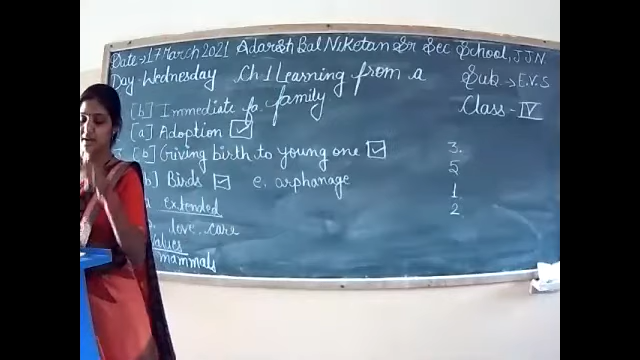 Date → 17 March 2021 Adarsh Bal Niketan Sr Sec School, JJN
Day-Wednesday Ch 1 Learning from a family Sub → E.V.S
[b] Immediate fa Class - IV
[a] Adoption ✓
[b] Giving birth to young one ✓ 3.
b] Birds ✓ e. orphanage 5
Extended 1
love, care 2
Values
mammals